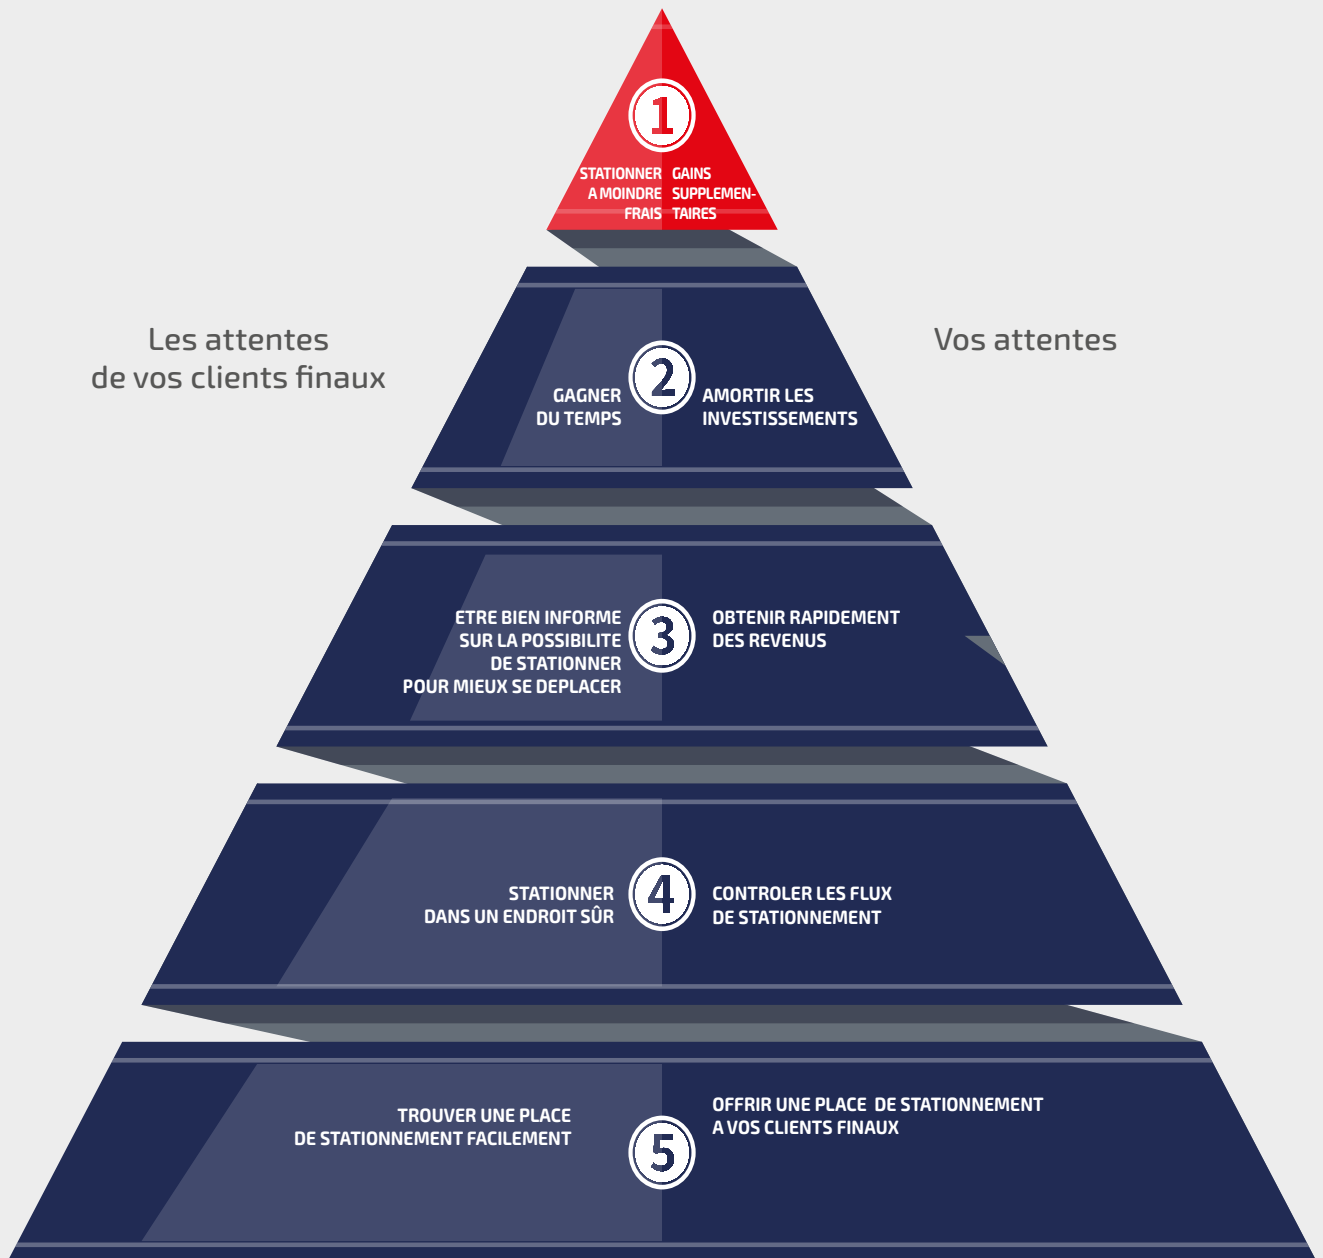 1
STATIONNER
A MOINDRE
FRAIS
GAINS
SUPPLEMEN-
TAIRES
Les attentes
de vos clients finaux
Vos attentes
2
GAGNER
DU TEMPS
AMORTIR LES
INVESTISSEMENTS
3
ETRE BIEN INFORME
SUR LA POSSIBILITE
DE STATIONNER
POUR MIEUX SE DEPLACER
OBTENIR RAPIDEMENT
DES REVENUS
4
STATIONNER
DANS UN ENDROIT SÛR
CONTROLER LES FLUX
DE STATIONNEMENT
5
TROUVER UNE PLACE
DE STATIONNEMENT FACILEMENT
OFFRIR UNE PLACE DE STATIONNEMENT
A VOS CLIENTS FINAUX